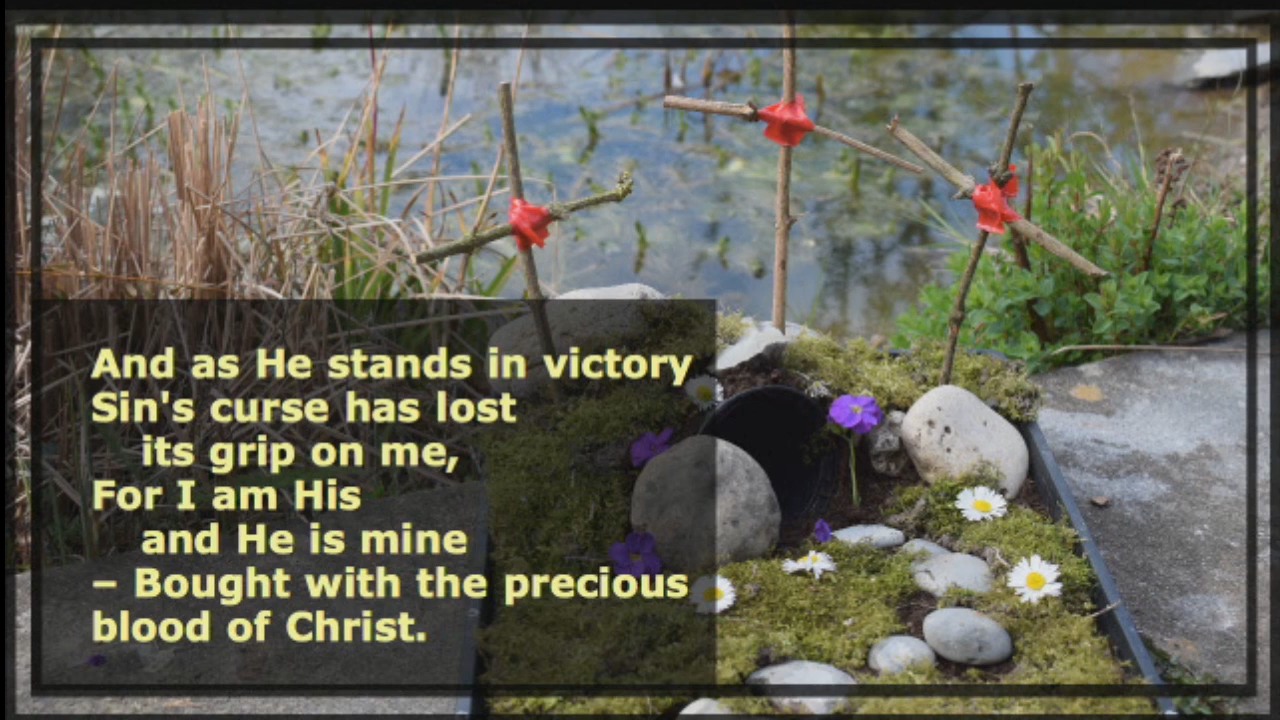 And as He stands in victory
Sin's curse has lost
its grip on me,
For I am His
and He is mine
– Bought with the precious
blood of Christ.